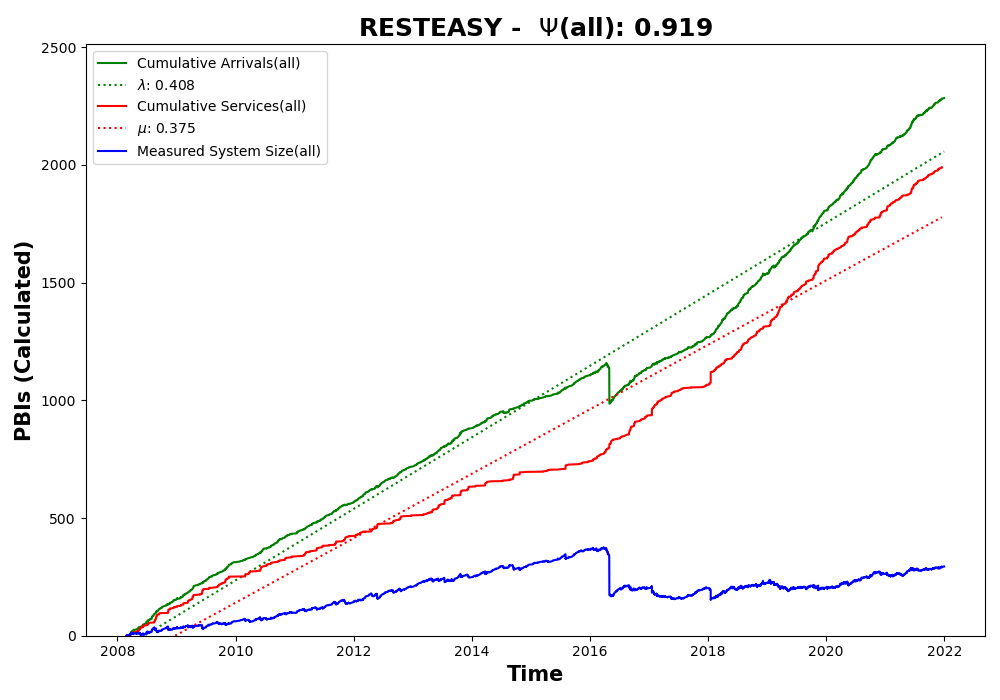 RESTEASY - Ψ(all): 0.919
Cumulative Arrivals(all)
λ: 0.408
Cumulative Services(all)
μ: 0.375
Measured System Size(all)
PBIs (Calculated)
2500
2000
1500
1000
500
0
2008 2010 2012 2014 2016 2018 2020 2022
Time